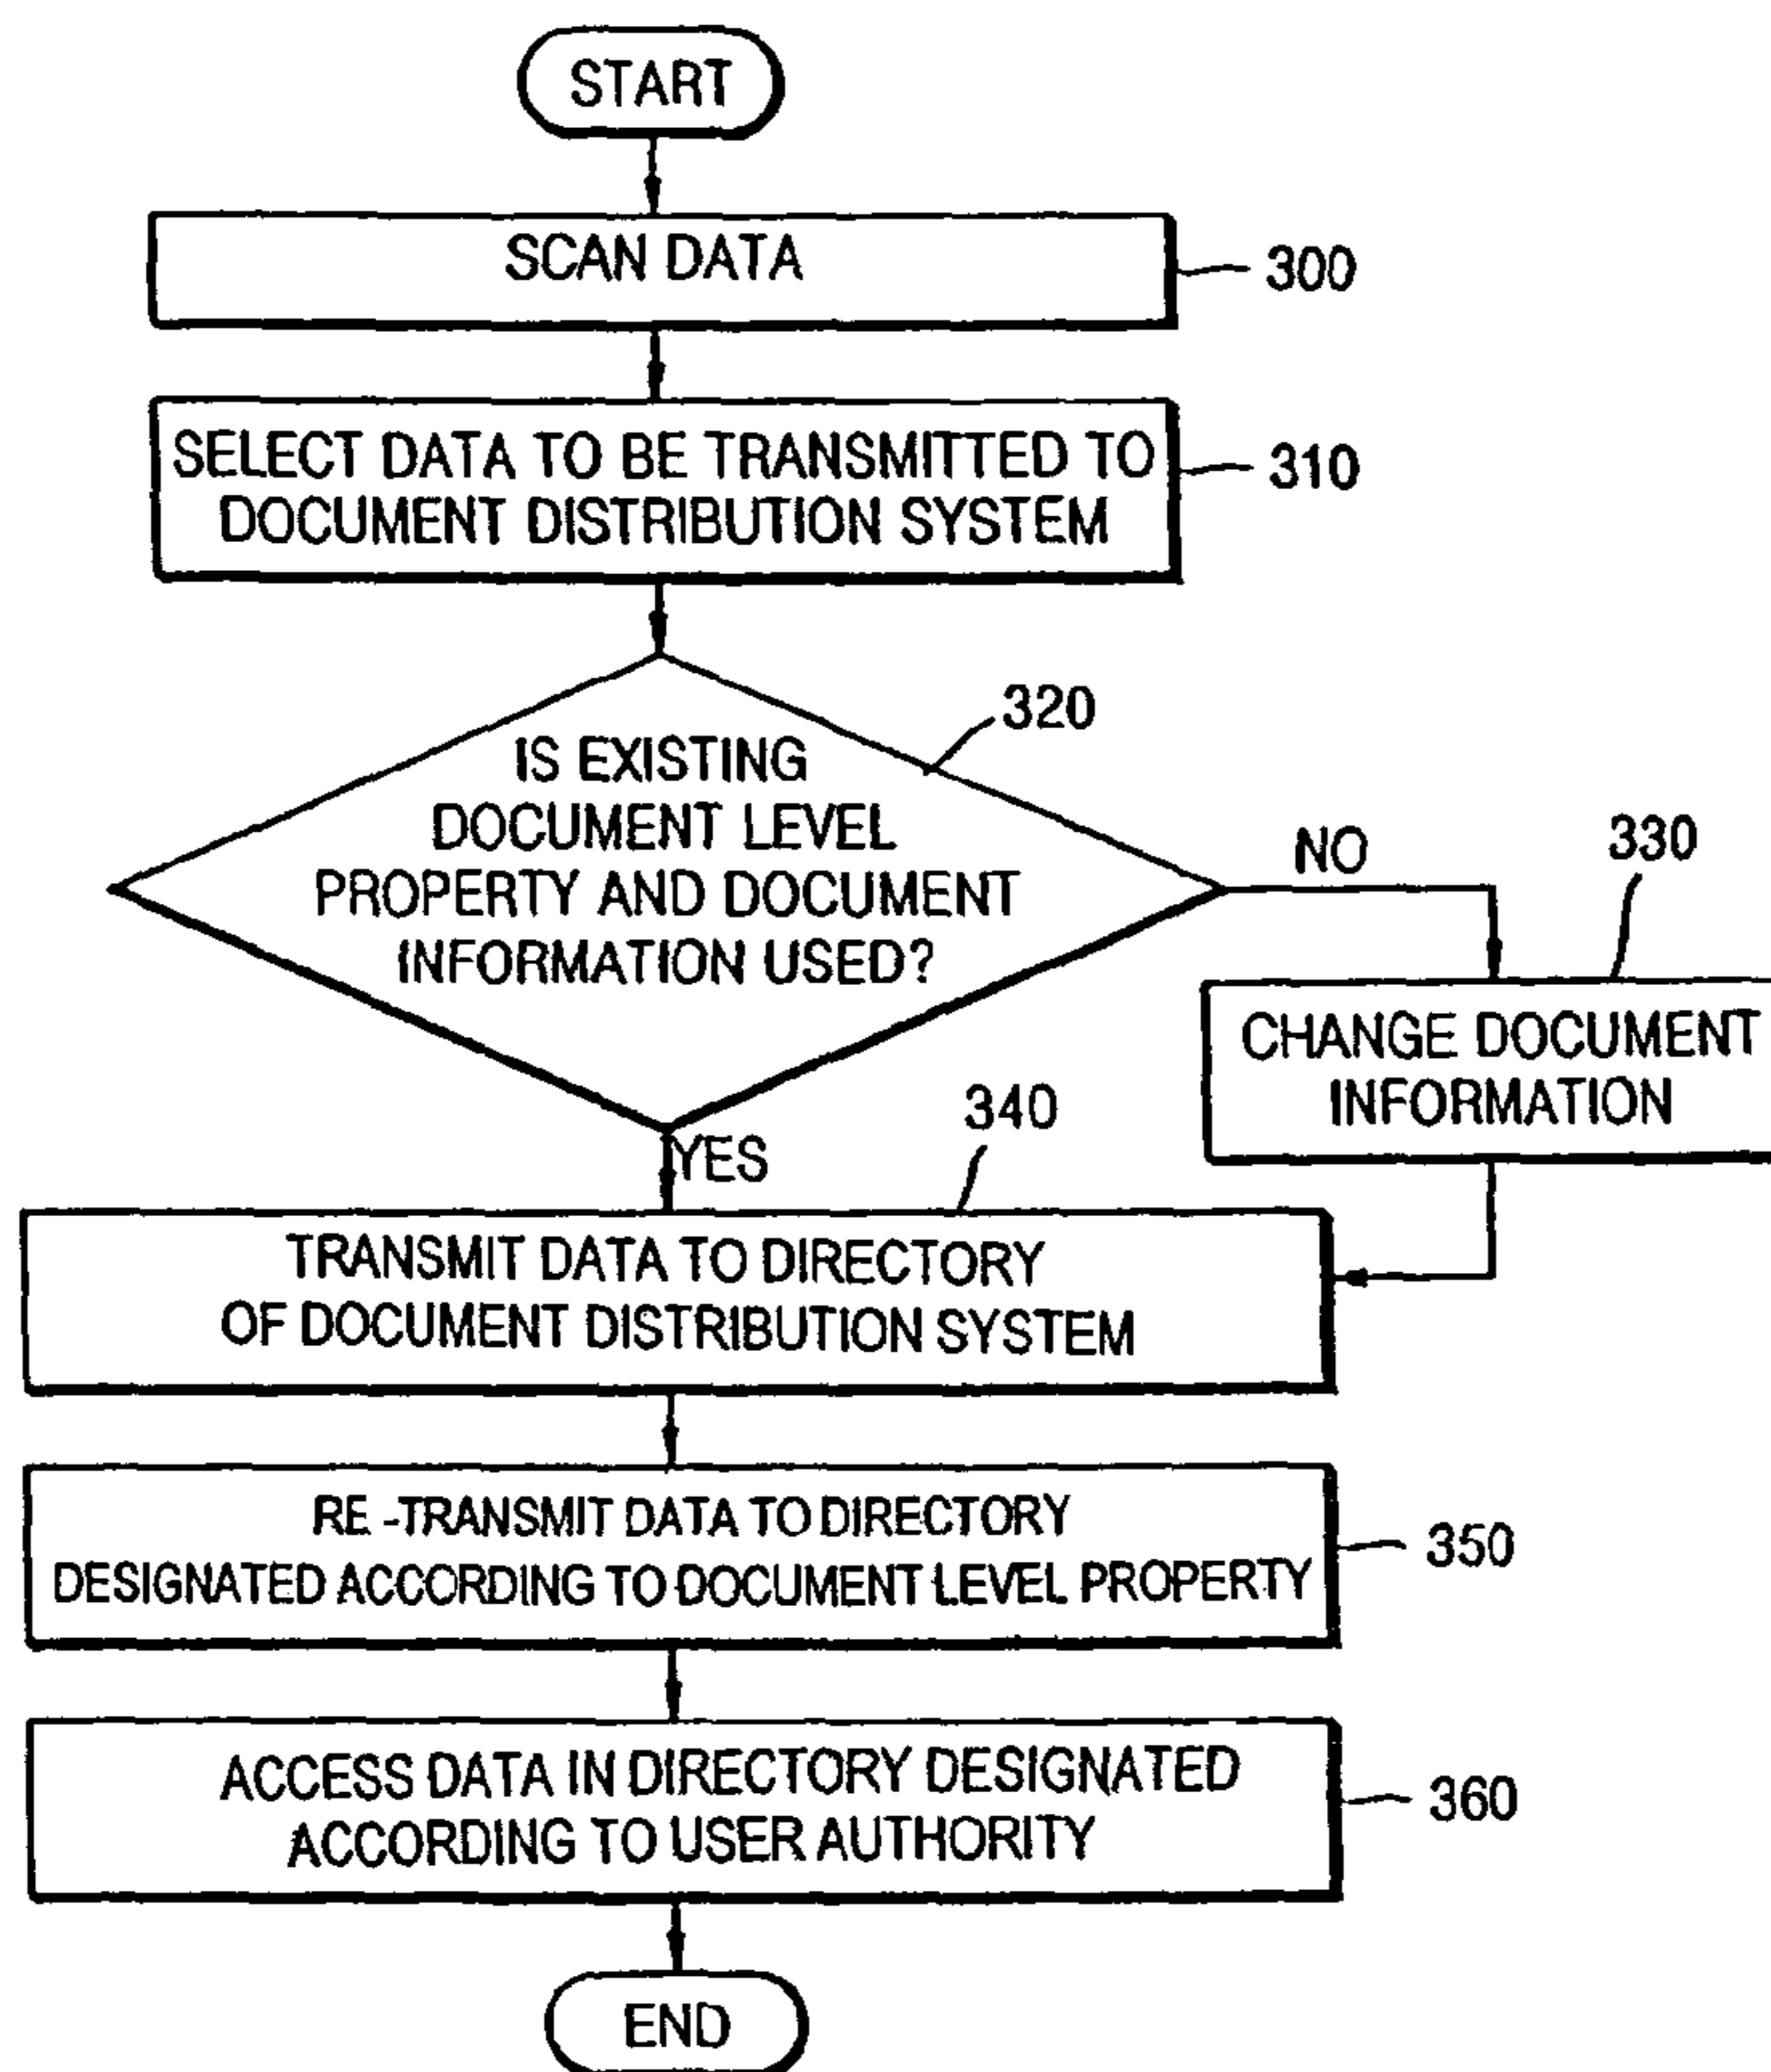 START
SCAN DATA
300
SELECT DATA TO BE TRANSMITTED TO
DOCUMENT DISTRIBUTION SYSTEM
310
320
IS EXISTING
DOCUMENT LEVEL
PROPERTY AND DOCUMENT
INFORMATION USED?
NO
330
CHANGE DOCUMENT
INFORMATION
YES
340
TRANSMIT DATA TO DIRECTORY
OF DOCUMENT DISTRIBUTION SYSTEM
RE -TRANSMIT DATA TO DIRECTORY
DESIGNATED ACCORDING TO DOCUMENT LEVEL PROPERTY
350
ACCESS DATA IN DIRECTORY DESIGNATED
ACCORDING TO USER AUTHORITY
360
END